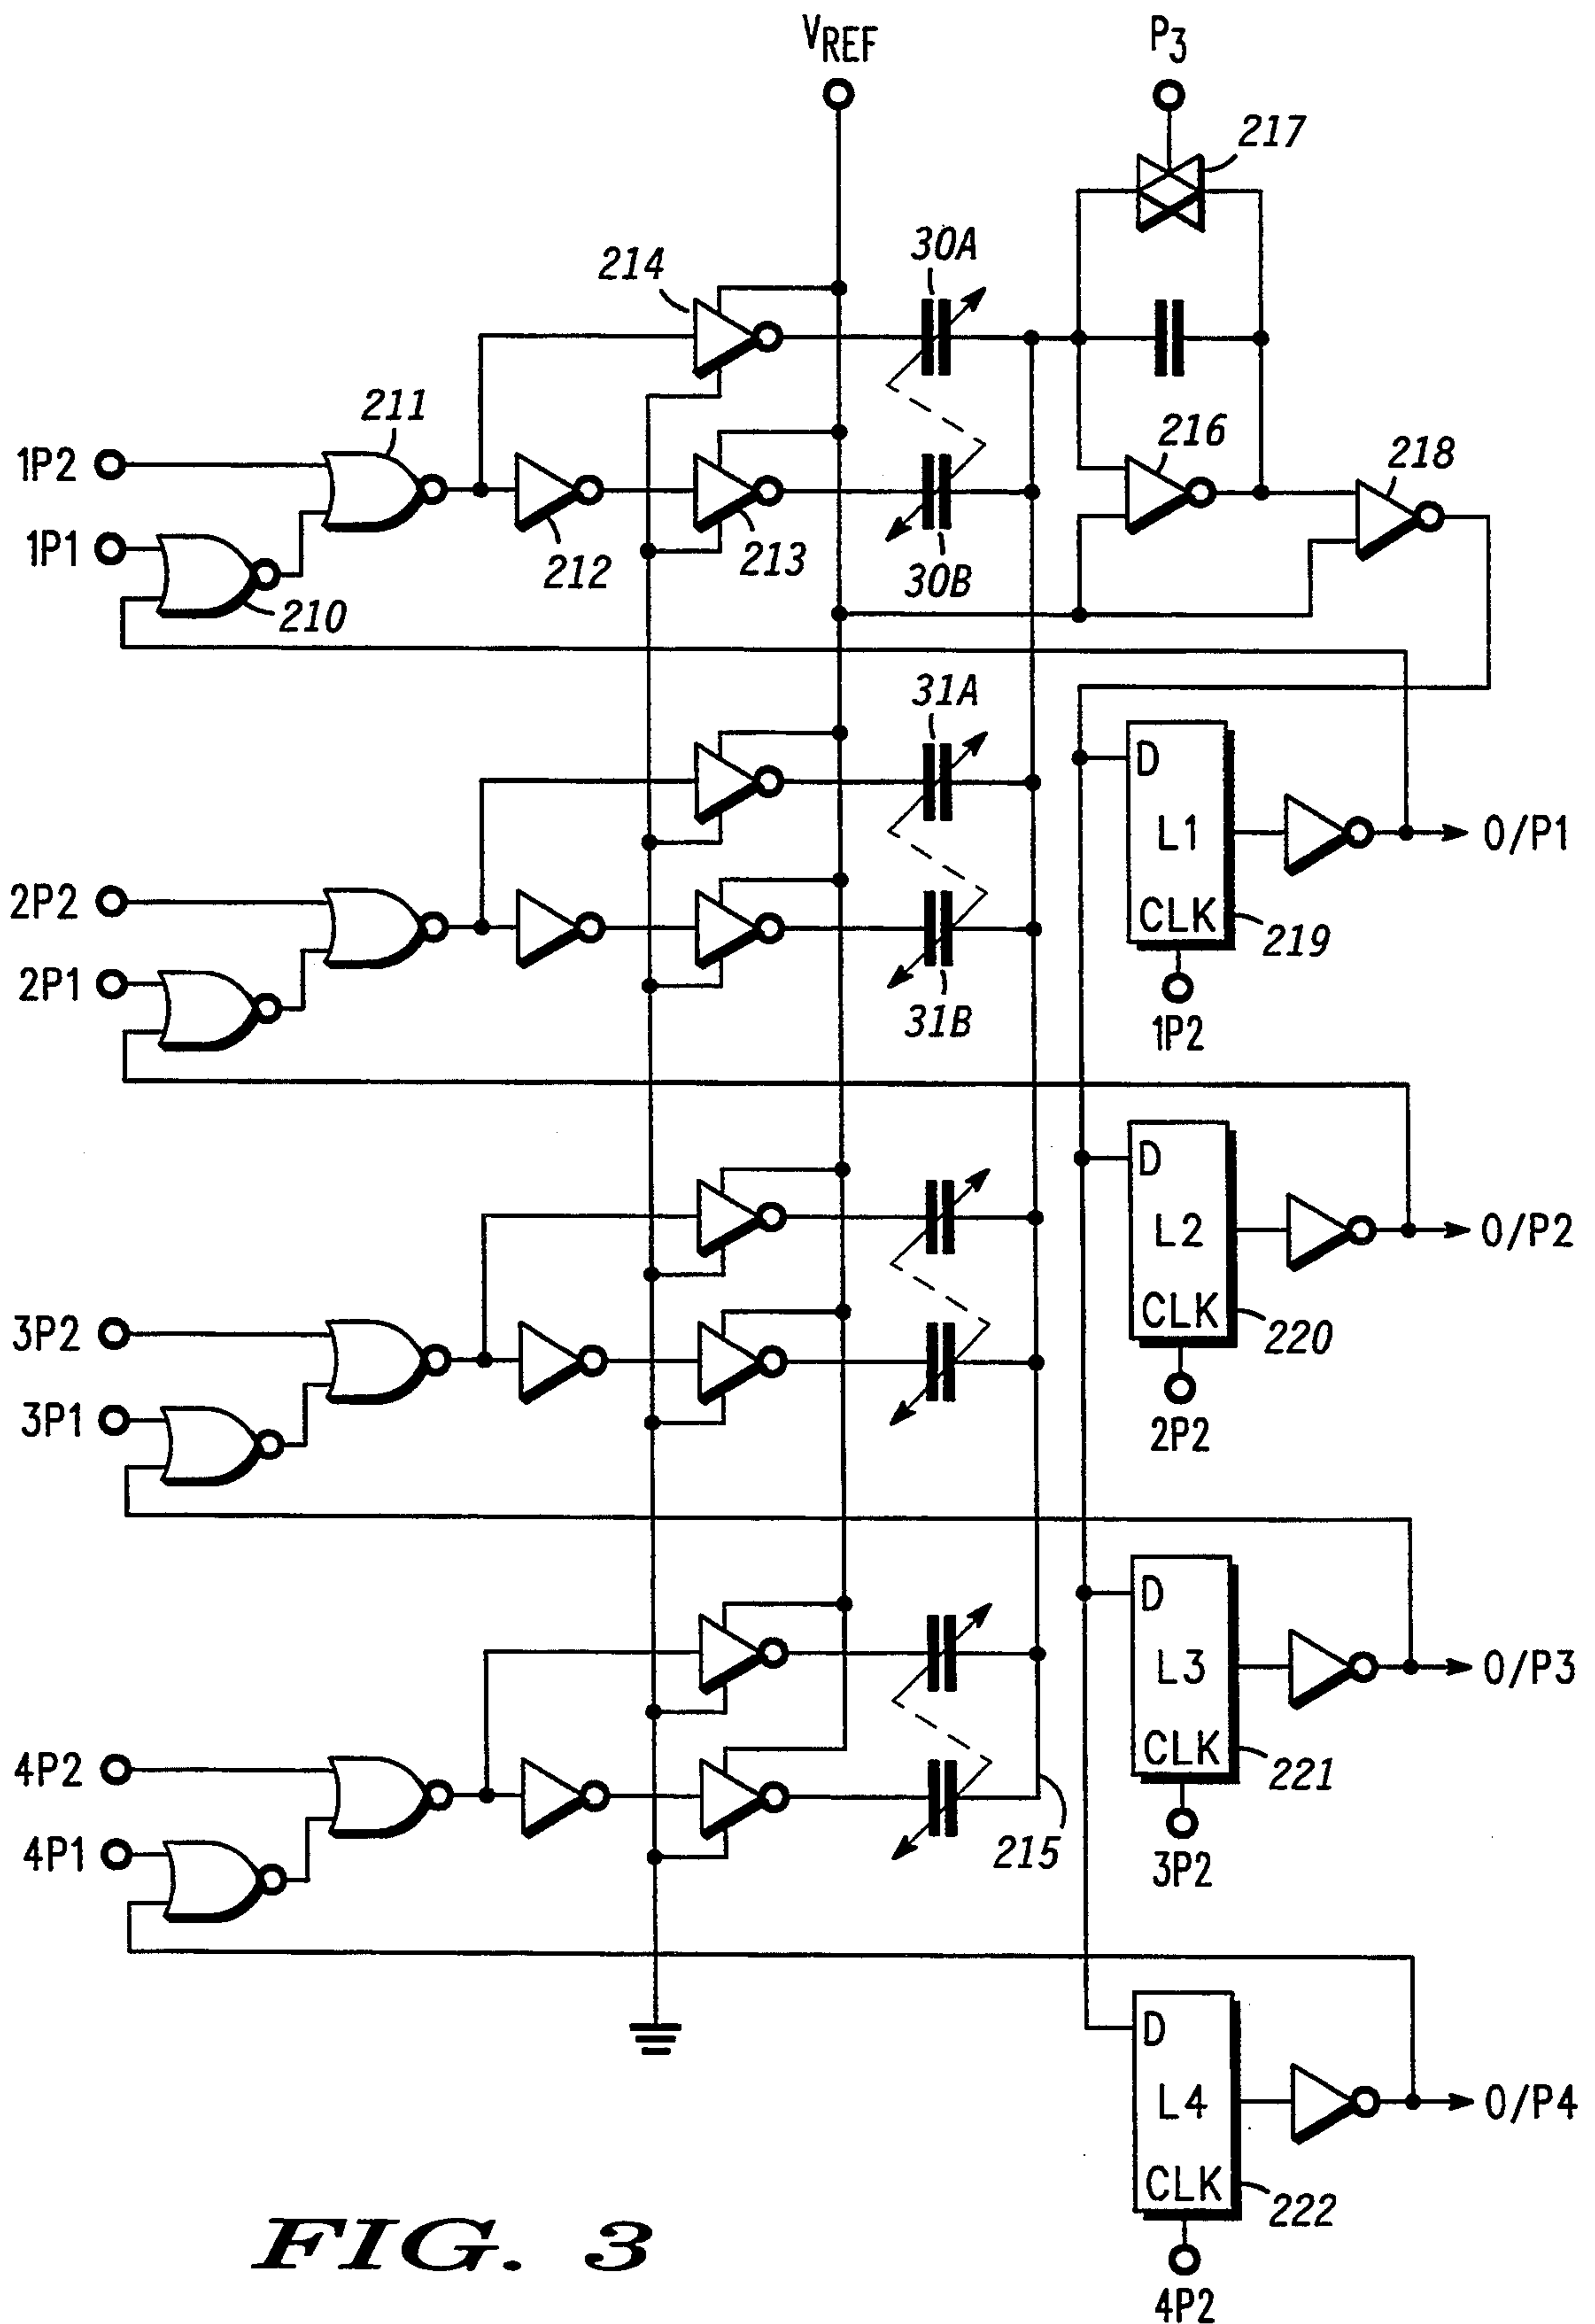 VREF
P3
217
214
30A
211
216
218
1P2
1P1
212
213
30B
210
31A
D
L1
CLK
219
1P2
0/P1
2P2
2P1
31B
D
L2
CLK
220
2P2
0/P2
3P2
3P1
D
L3
CLK
221
3P2
0/P3
4P2
4P1
215
D
L4
CLK
222
4P2
0/P4
FIG. 3